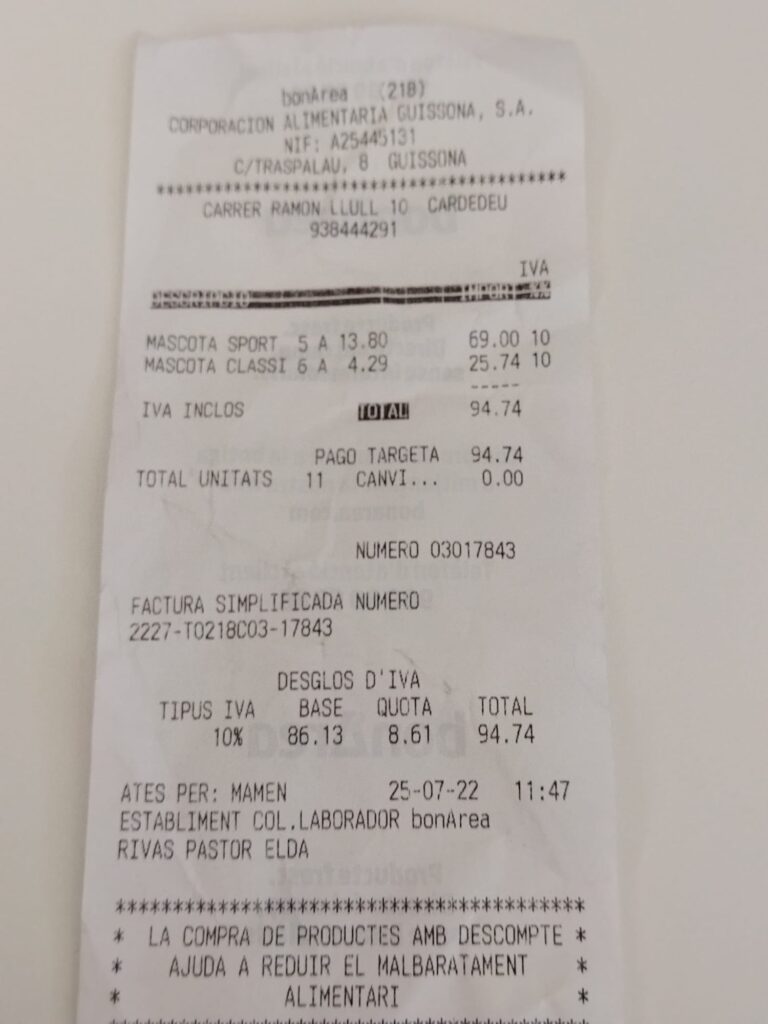 bonArea (218)
CORPORACION ALIMENTARIA GUISSONA, S.A.
NIF: A25445131
C/TRASPALAU, 8 GUISSONA
******************************************
CARRER RAMON LLULL 10 CARDEDEU
938444291
IVA
MASCOTA SPORT 5 A 13.80 69.00 10
MASCOTA CLASSI 6 A 4.29 25.74 10
-----
IVA INCLOS TOTAL 94.74
PAGO TARGETA 94.74
TOTAL UNITATS 11 CANVI... 0.00
NUMERO 03017843
FACTURA SIMPLIFICADA NUMERO
2227-T0218C03-17843
DESGLOS D'IVA
TIPUS IVA BASE QUOTA TOTAL
10% 86.13 8.61 94.74
ATES PER: MAMEN 25-07-22 11:47
ESTABLIMENT COL.LABORADOR bonArea
RIVAS PASTOR ELDA
******************************************
* LA COMPRA DE PRODUCTES AMB DESCOMPTE *
* AJUDA A REDUIR EL MALBARATAMENT *
* ALIMENTARI *